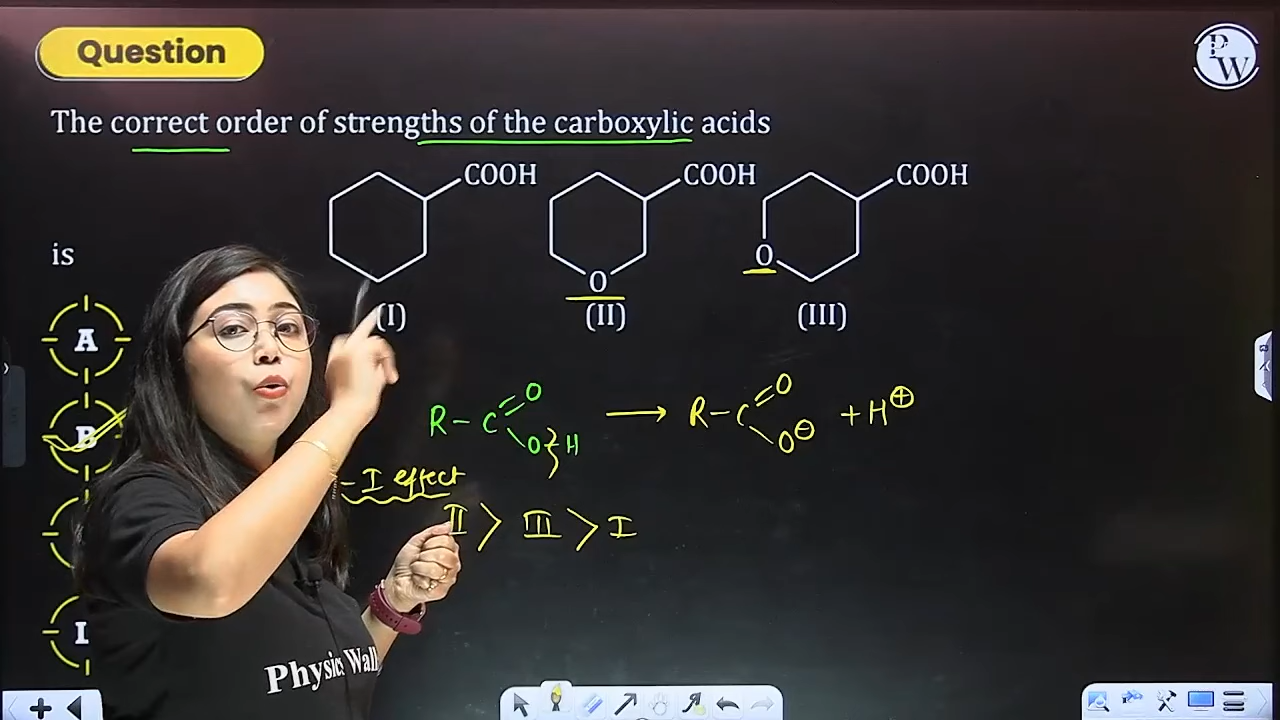 Question
PW
The correct order of strengths of the carboxylic acids
COOH COOH COOH
O
O
is
(I) (II) (III)
A
B
R-C=O O H → R-C=O O⊖ + H⊕
-I effect
II > III > I
Physics Wall